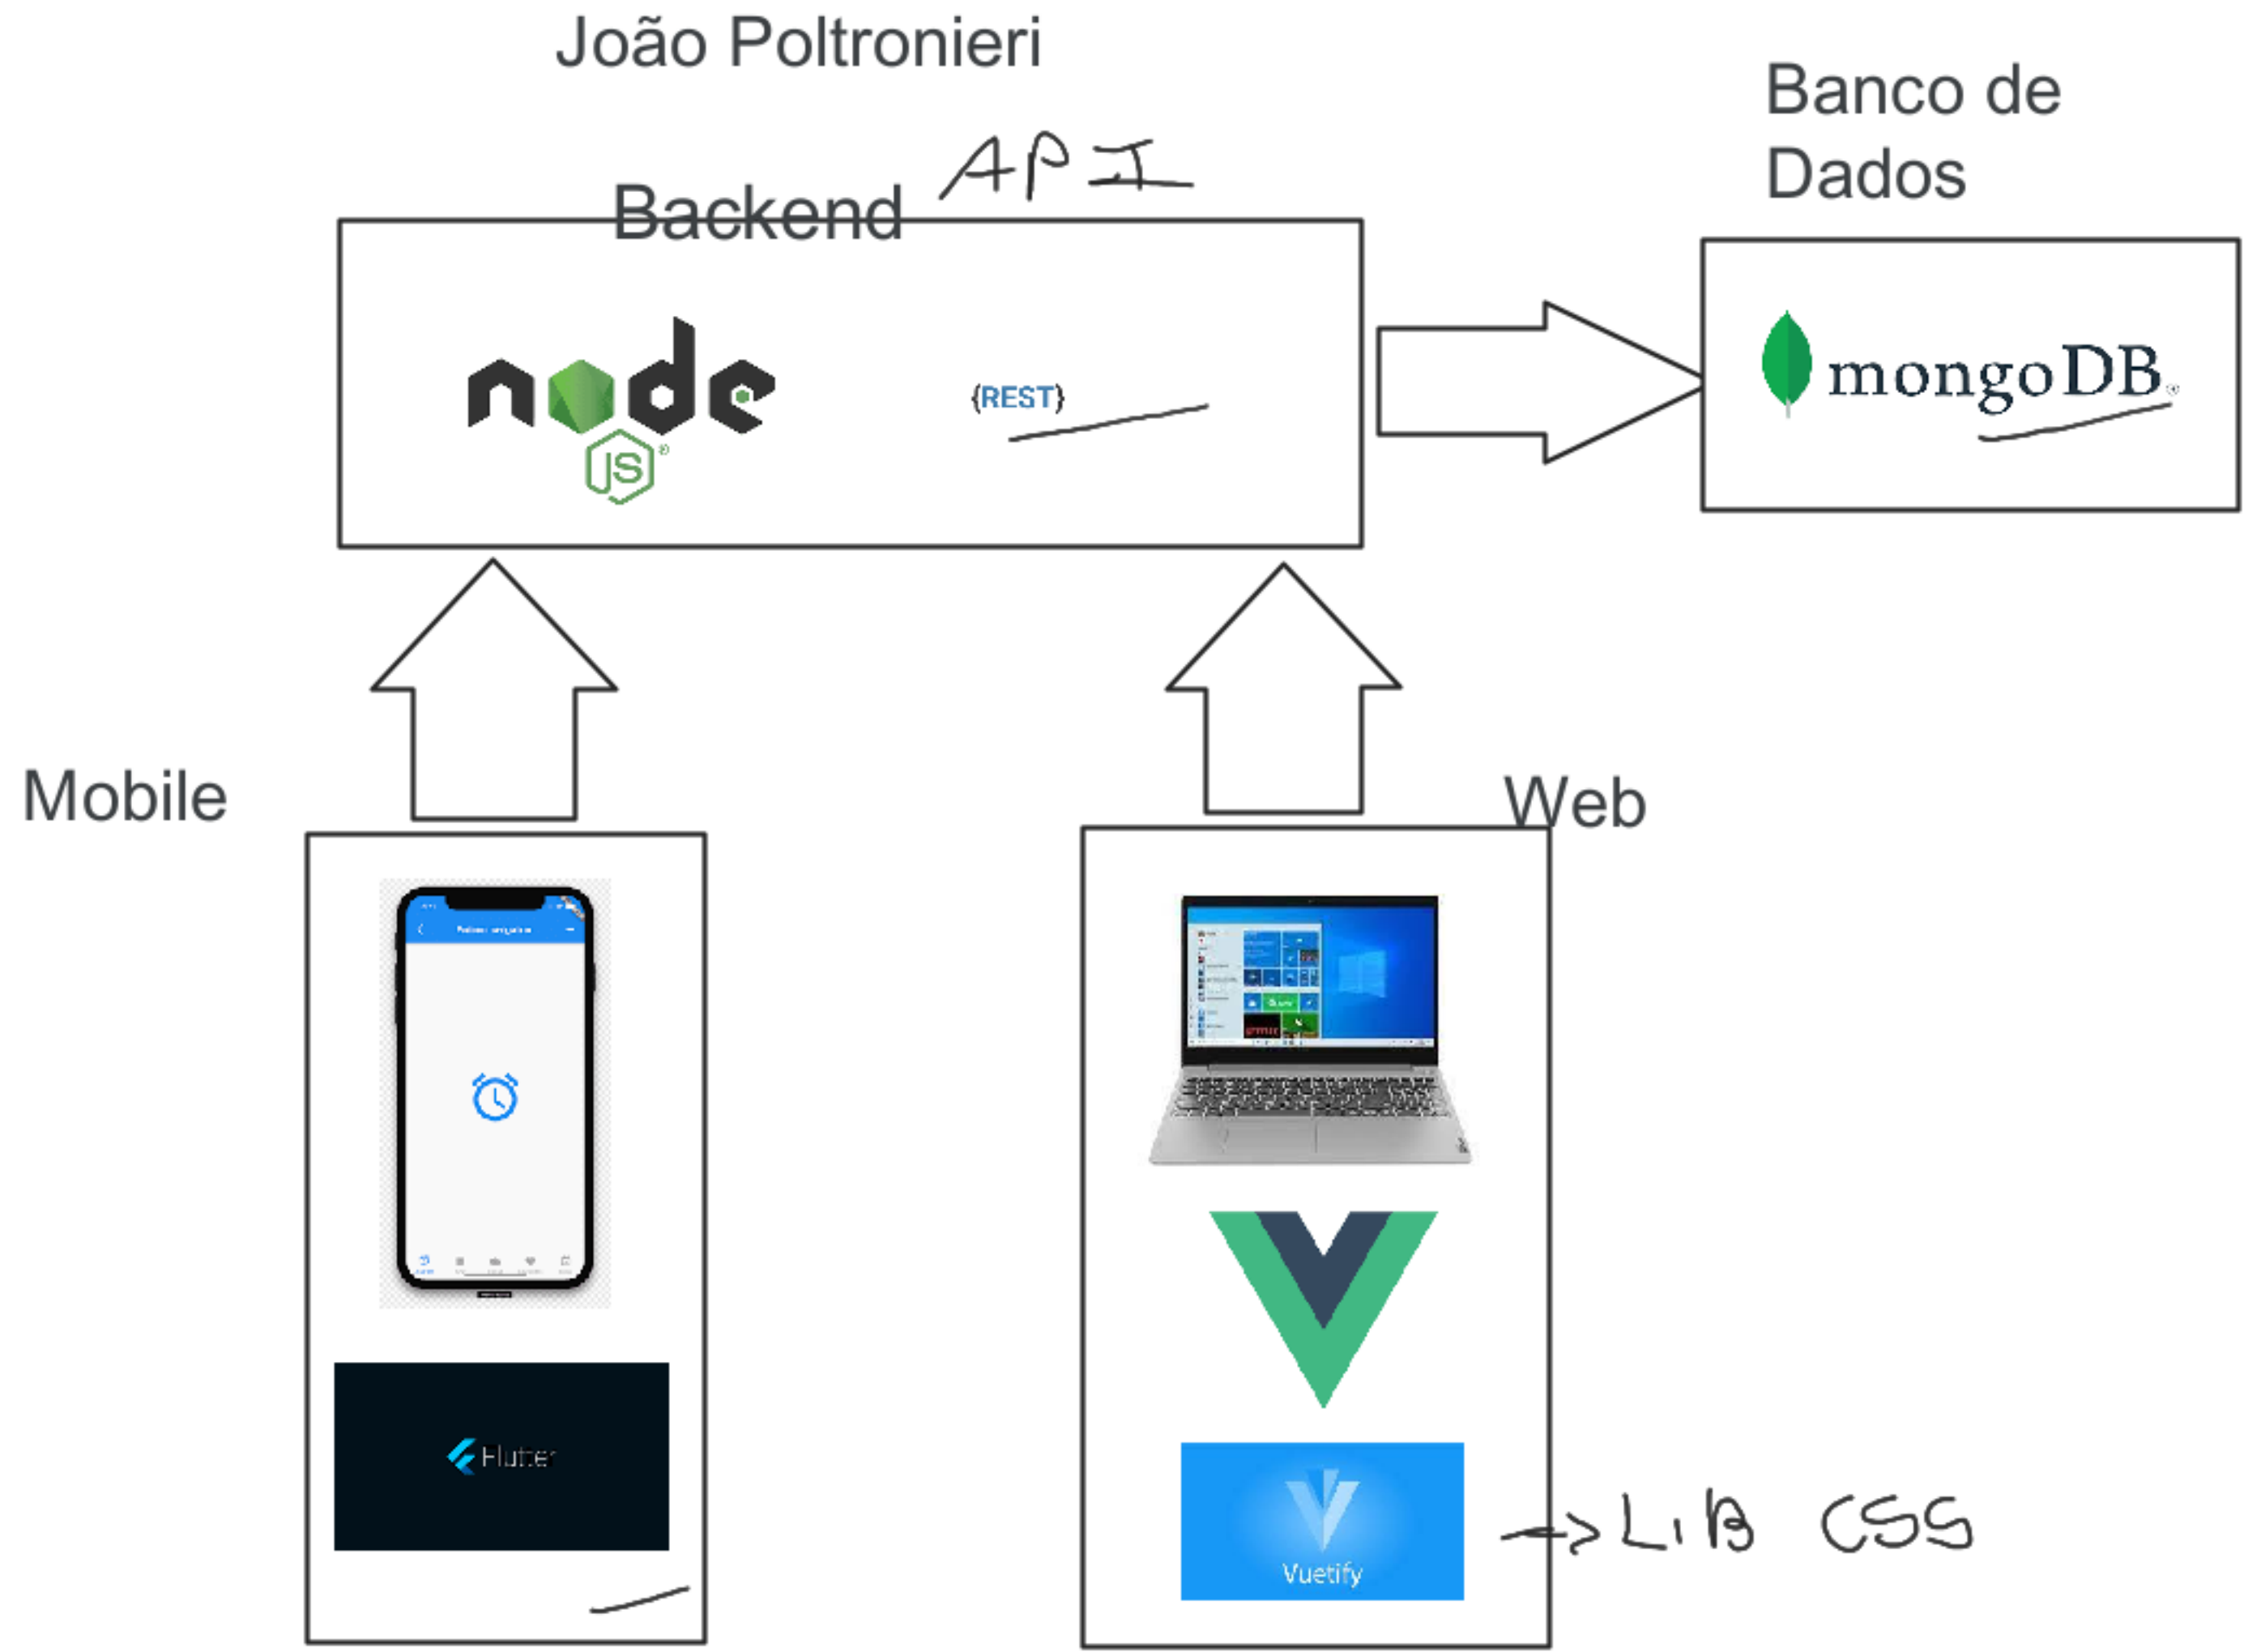 João Poltronieri
Banco de
Dados
API
Backend
node
JS
{REST}
mongoDB
Mobile
Web
Flutter
Vuetify
LIB CSS